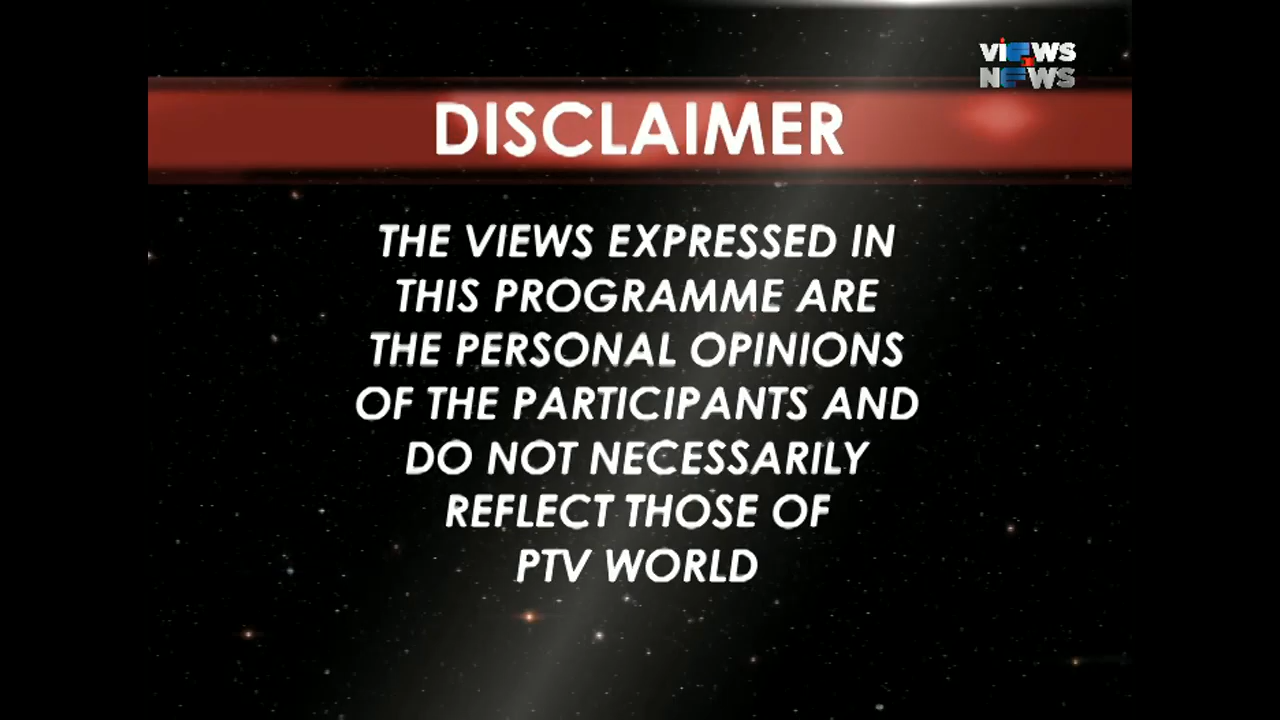 ViEWS
NEWS
DISCLAIMER
THE VIEWS EXPRESSED IN
THIS PROGRAMME ARE
THE PERSONAL OPINIONS
OF THE PARTICIPANTS AND
DO NOT NECESSARILY
REFLECT THOSE OF
PTV WORLD